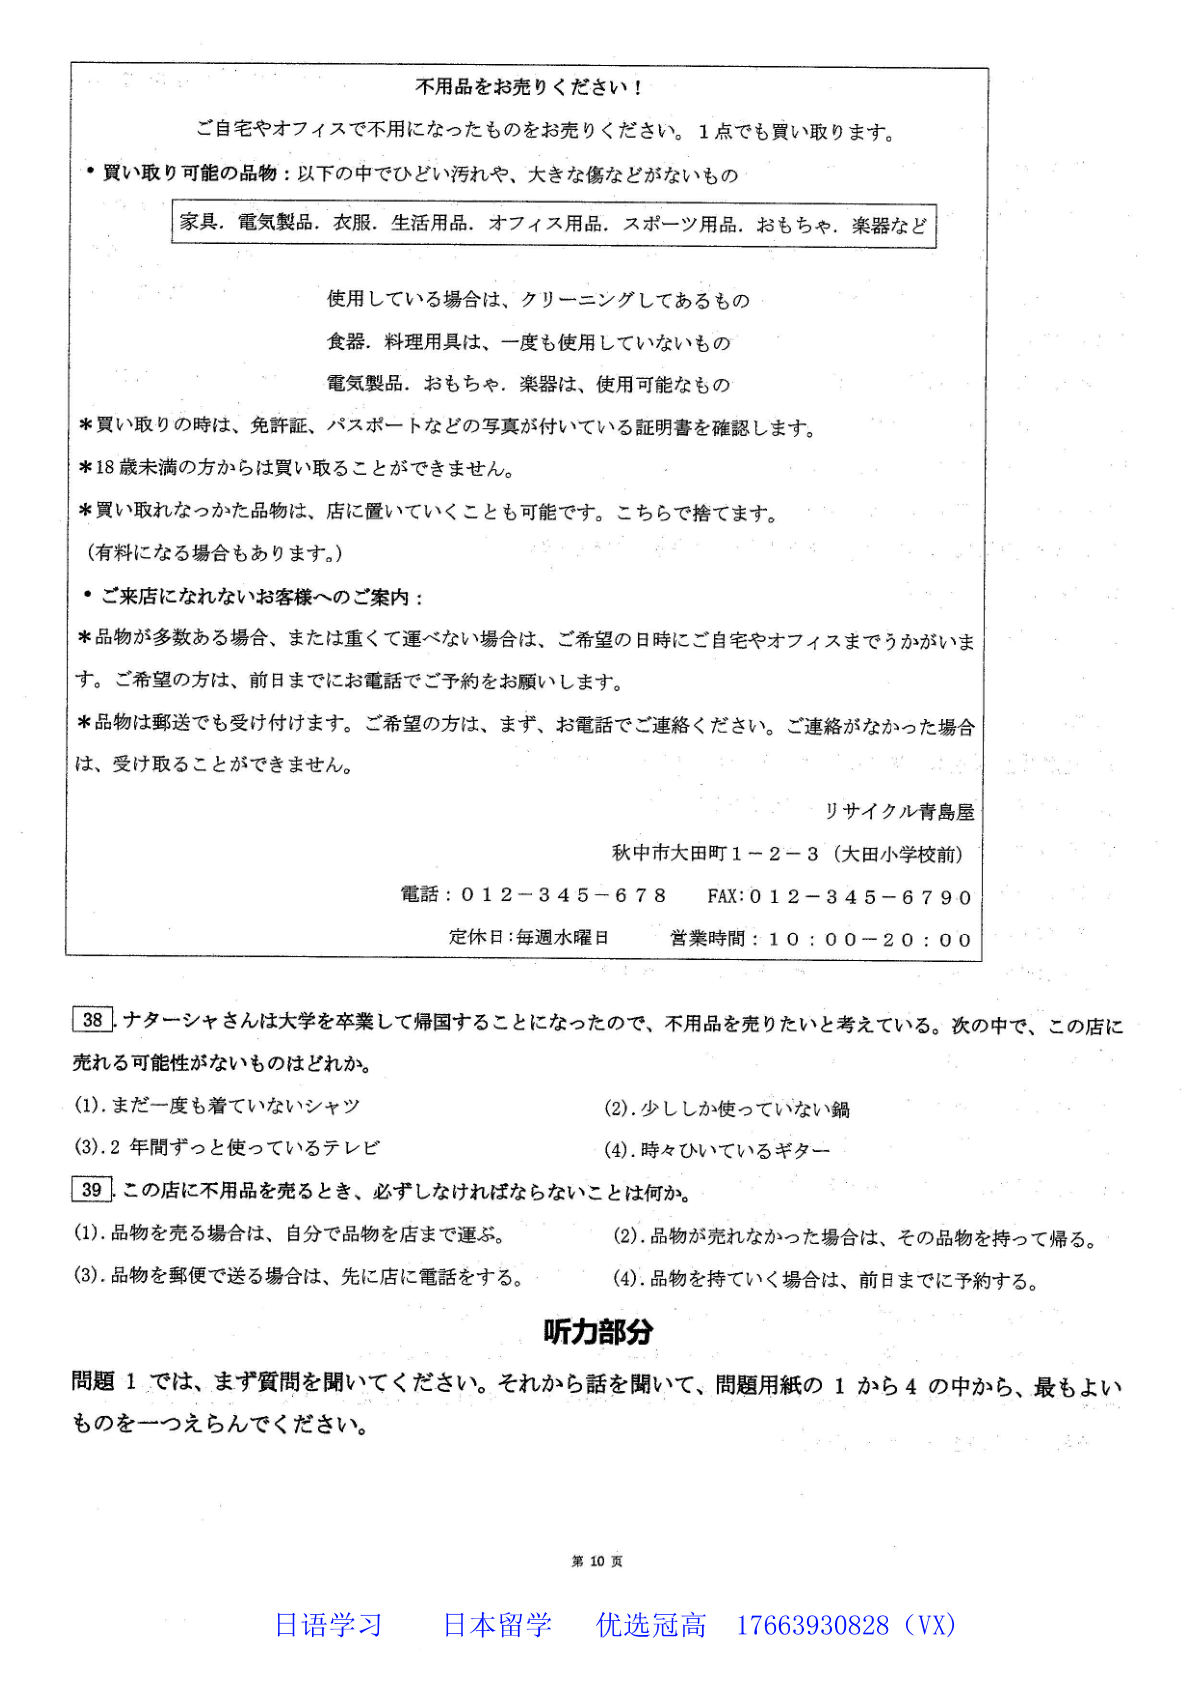 不用品をお売りください！
ご自宅やオフィスで不用になったものをお売りください。１点でも買い取ります。
・買い取り可能の品物：以下の中でひどい汚れや、大きな傷などがないもの
家具．電気製品．衣服．生活用品．オフィス用品．スポーツ用品．おもちゃ．楽器など
使用している場合は、クリーニングしてあるもの
食器．料理用具は、一度も使用していないもの
電気製品．おもちゃ．楽器は、使用可能なもの
＊買い取りの時は、免許証、パスポートなどの写真が付いている証明書を確認します。
＊18歳未満の方からは買い取ることができません。
＊買い取れなっかた品物は、店に置いていくことも可能です。こちらで捨てます。
（有料になる場合もあります。）
・ご来店になれないお客様へのご案内：
＊品物が多数ある場合、または重くて運べない場合は、ご希望の日時にご自宅やオフィスまでうかがいま
す。ご希望の方は、前日までにお電話でご予約をお願いします。
＊品物は郵送でも受け付けます。ご希望の方は、まず、お電話でご連絡ください。ご連絡がなかった場合
は、受け取ることができません。
リサイクル青島屋
秋中市大田町１－２－３（大田小学校前）
電話：０１２－３４５－６７８　FAX：０１２－３４５－６７９０
定休日：毎週水曜日　営業時間：１０：００－２０：００
38.ナターシャさんは大学を卒業して帰国することになったので、不用品を売りたいと考えている。次の中で、この店に
売れる可能性がないものはどれか。
(1).まだ一度も着ていないシャツ　(2).少ししか使っていない鍋
(3).2 年間ずっと使っているテレビ　(4).時々ひいているギター
39.この店に不用品を売るとき、必ずしなければならないことは何か。
(1).品物を売る場合は、自分で品物を店まで運ぶ。　(2).品物が売れなかった場合は、その品物を持って帰る。
(3).品物を郵便で送る場合は、先に店に電話をする。　(4).品物を持ていく場合は、前日までに予約する。
听力部分
問題 1 では、まず質問を聞いてください。それから話を聞いて、問題用紙の 1 から 4 の中から、最もよい
ものを一つえらんでください。
第 10 页
日语学习　日本留学　优选冠高　17663930828（VX）